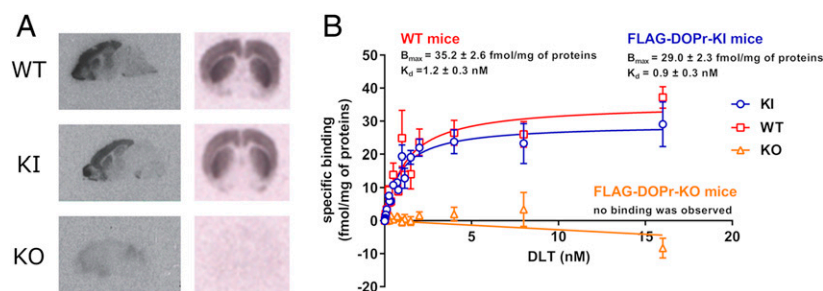 A
WT
KI
KO
B
WT mice
Bmax = 35.2 ± 2.6 fmol/mg of proteins
Kd =1.2 ± 0.3 nM
FLAG-DOPr-KI mice
Bmax = 29.0 ± 2.3 fmol/mg of proteins
Kd = 0.9 ± 0.3 nM
KI
WT
KO
FLAG-DOPr-KO mice
no binding was observed
specific binding
(fmol/mg of proteins)
50
40
30
20
10
0
-10
-20
5
10
15
20
DLT (nM)